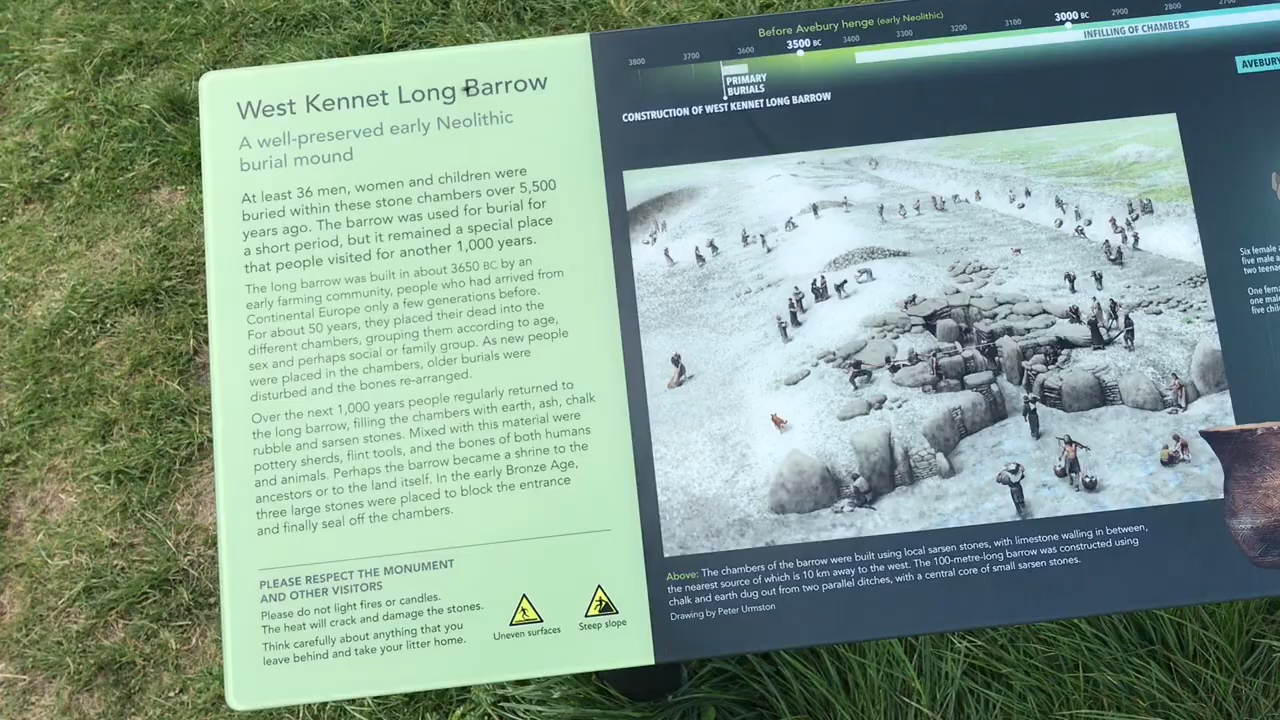 West Kennet Long Barrow
A well-preserved early Neolithic
burial mound
At least 36 men, women and children were
buried within these stone chambers over 5,500
years ago. The barrow was used for burial for
a short period, but it remained a special place
that people visited for another 1,000 years.
The long barrow was built in about 3650 BC by an
early farming community, people who had arrived from
Continental Europe only a few generations before.
For about 50 years, they placed their dead into the
different chambers, grouping them according to age,
sex and perhaps social or family group. As new people
were placed in the chambers, older burials were
disturbed and the bones re-arranged.
Over the next 1,000 years people regularly returned to
the long barrow, filling the chambers with earth, ash, chalk
rubble and sarsen stones. Mixed with this material were
pottery sherds, flint tools, and the bones of both humans
and animals. Perhaps the barrow became a shrine to the
ancestors or to the land itself. In the early Bronze Age,
three large stones were placed to block the entrance
and finally seal off the chambers.
PLEASE RESPECT THE MONUMENT
AND OTHER VISITORS
Please do not light fires or candles.
The heat will crack and damage the stones.
Think carefully about anything that you
leave behind and take your litter home.
Uneven surfaces
Steep slope
Before Avebury henge (early Neolithic)
3800 3700 3600 3500 BC 3400 3300 3200 3100 3000 BC 2900 2800 2700
PRIMARY
BURIALS
INFILLING OF CHAMBERS
CONSTRUCTION OF WEST KENNET LONG BARROW
AVEBURY
Above: The chambers of the barrow were built using local sarsen stones, with limestone walling in between,
the nearest source of which is 10 km away to the west. The 100-metre-long barrow was constructed using
chalk and earth dug out from two parallel ditches, with a central core of small sarsen stones.
Drawing by Peter Urmston
Six female
five male
two
One
one
five